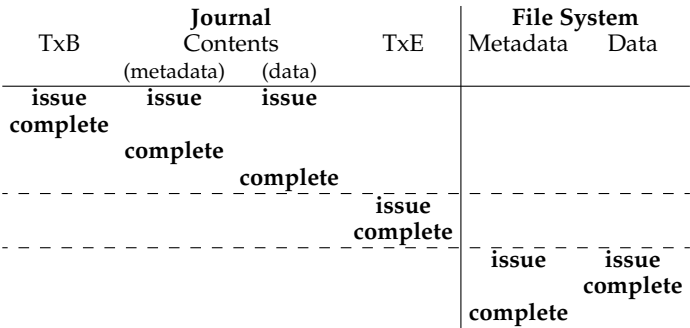 Journal File System
TxB Contents TxE Metadata Data
(metadata) (data)
issue issue issue
complete
complete
complete
issue
complete
issue issue
complete
complete